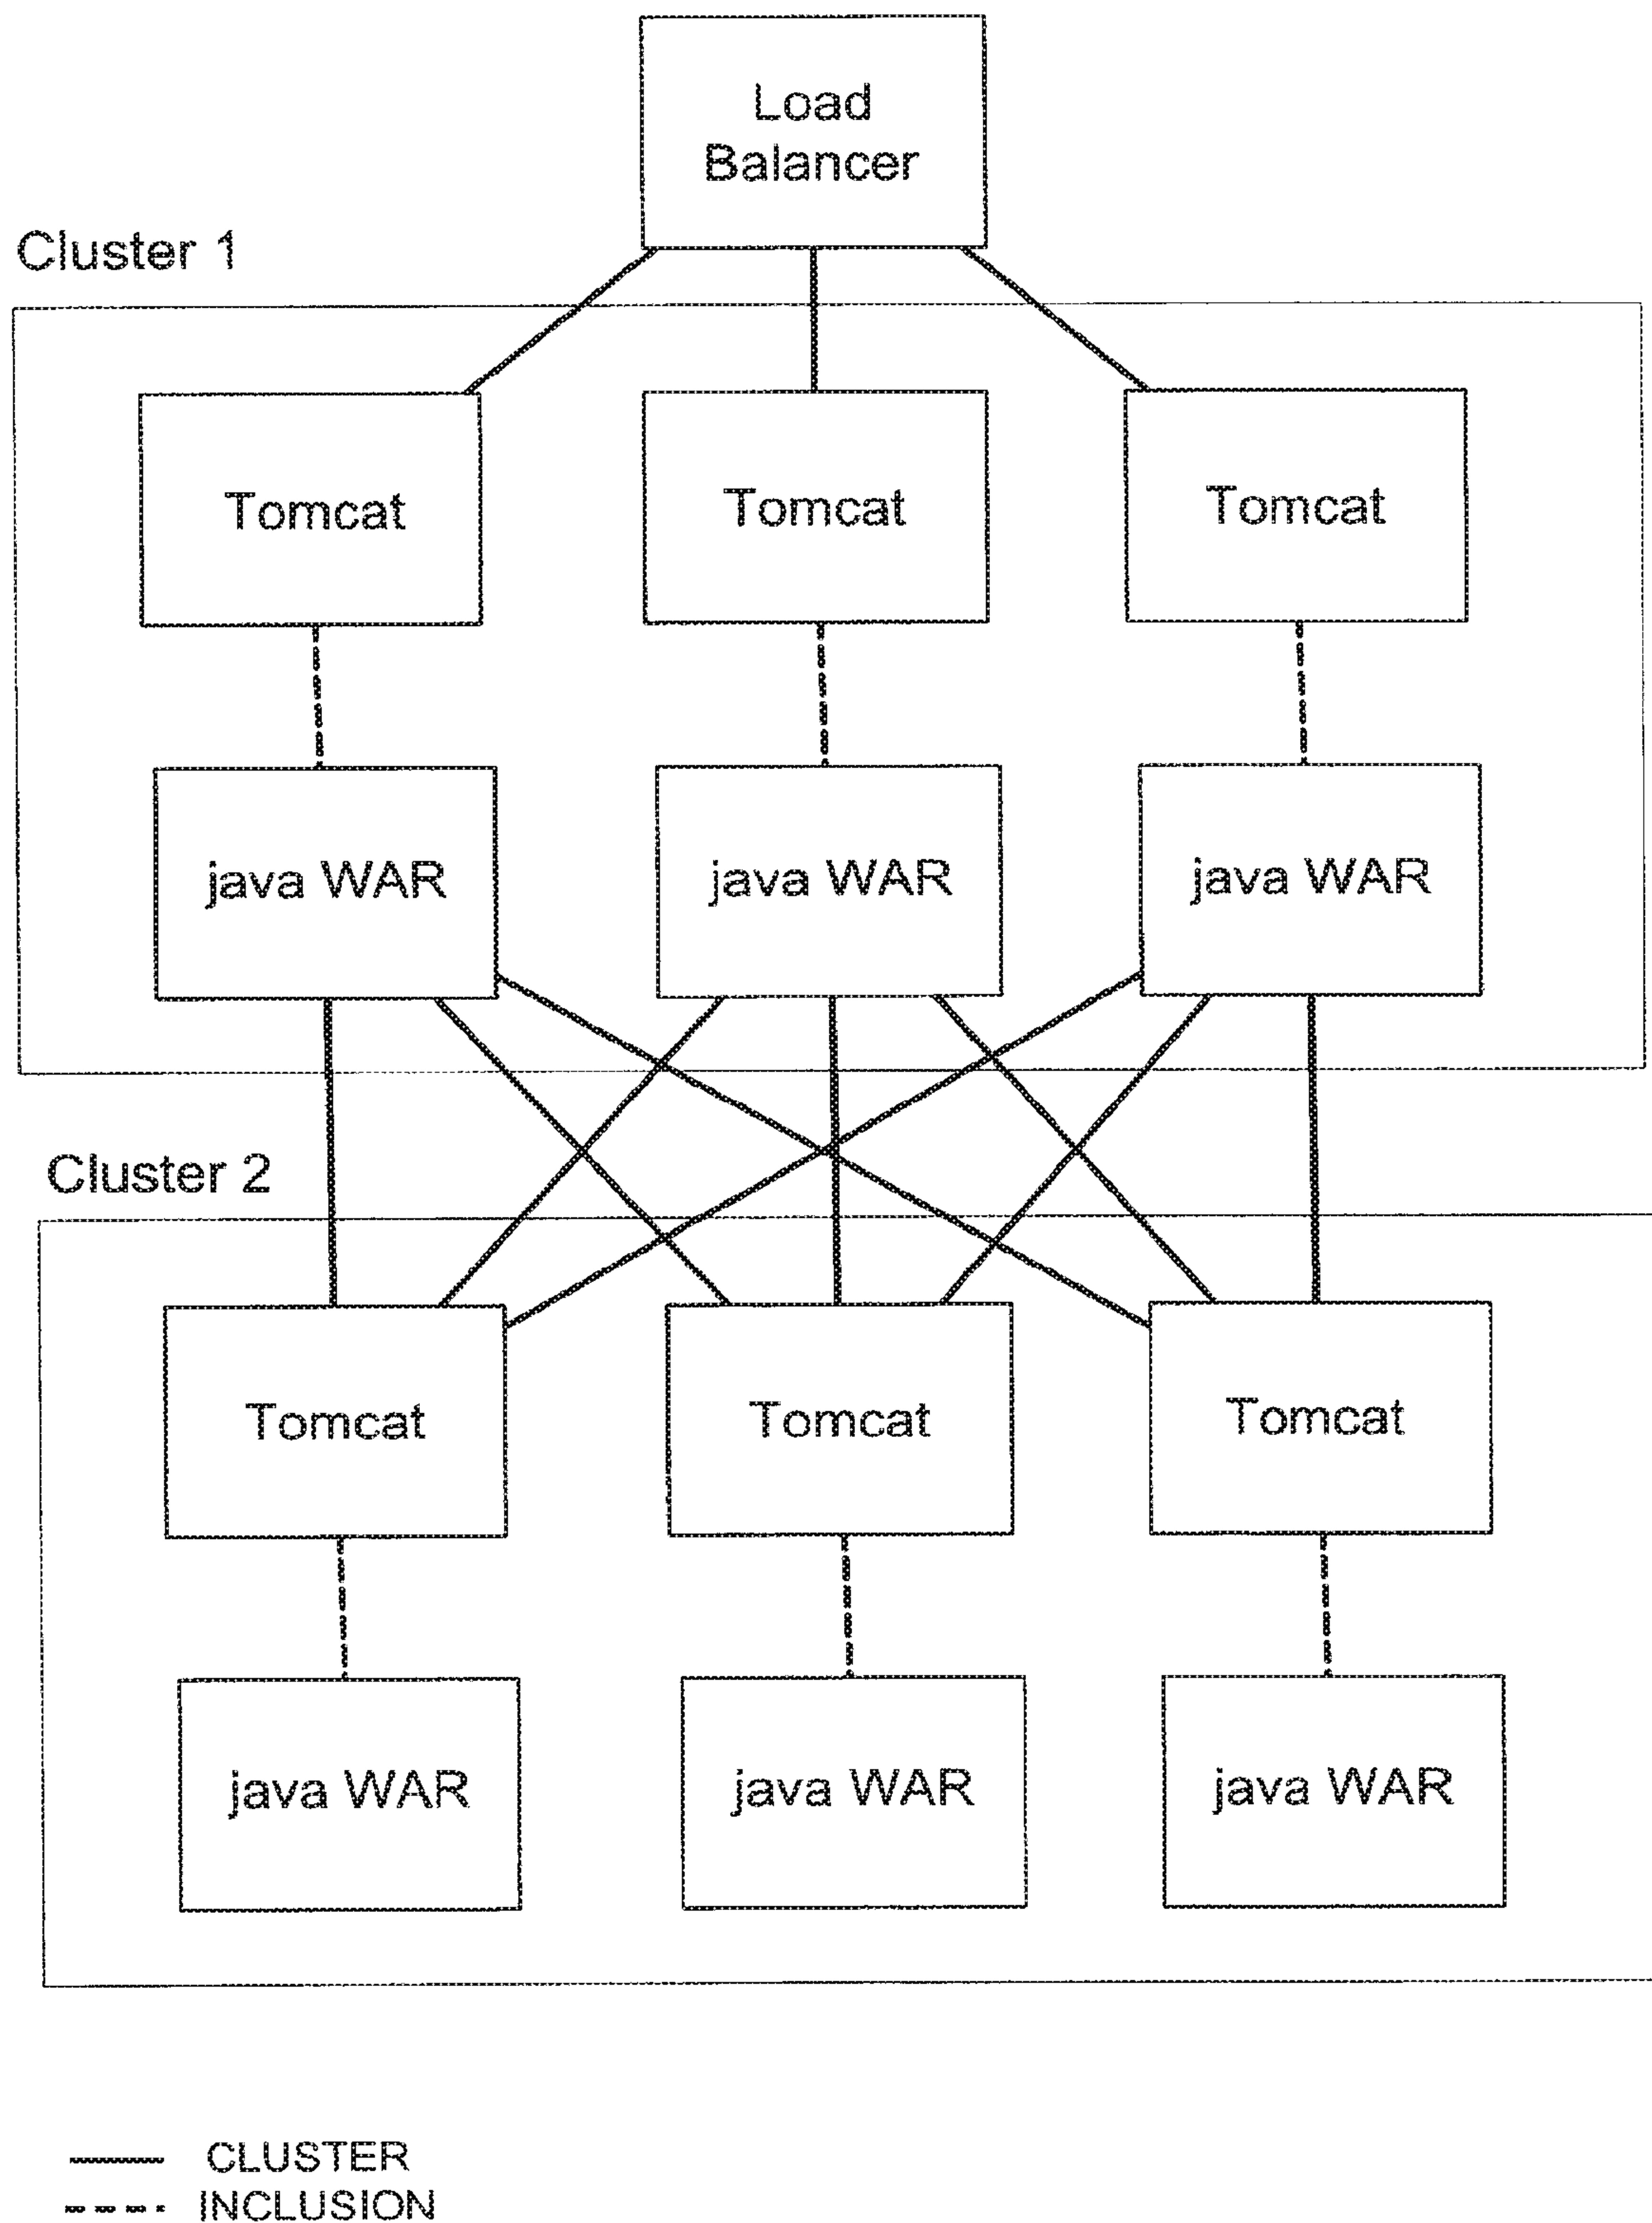 Load
Balancer
Cluster 1
Tomcat
Tomcat
Tomcat
java WAR
java WAR
java WAR
Cluster 2
Tomcat
Tomcat
Tomcat
java WAR
java WAR
java WAR
CLUSTER
INCLUSION